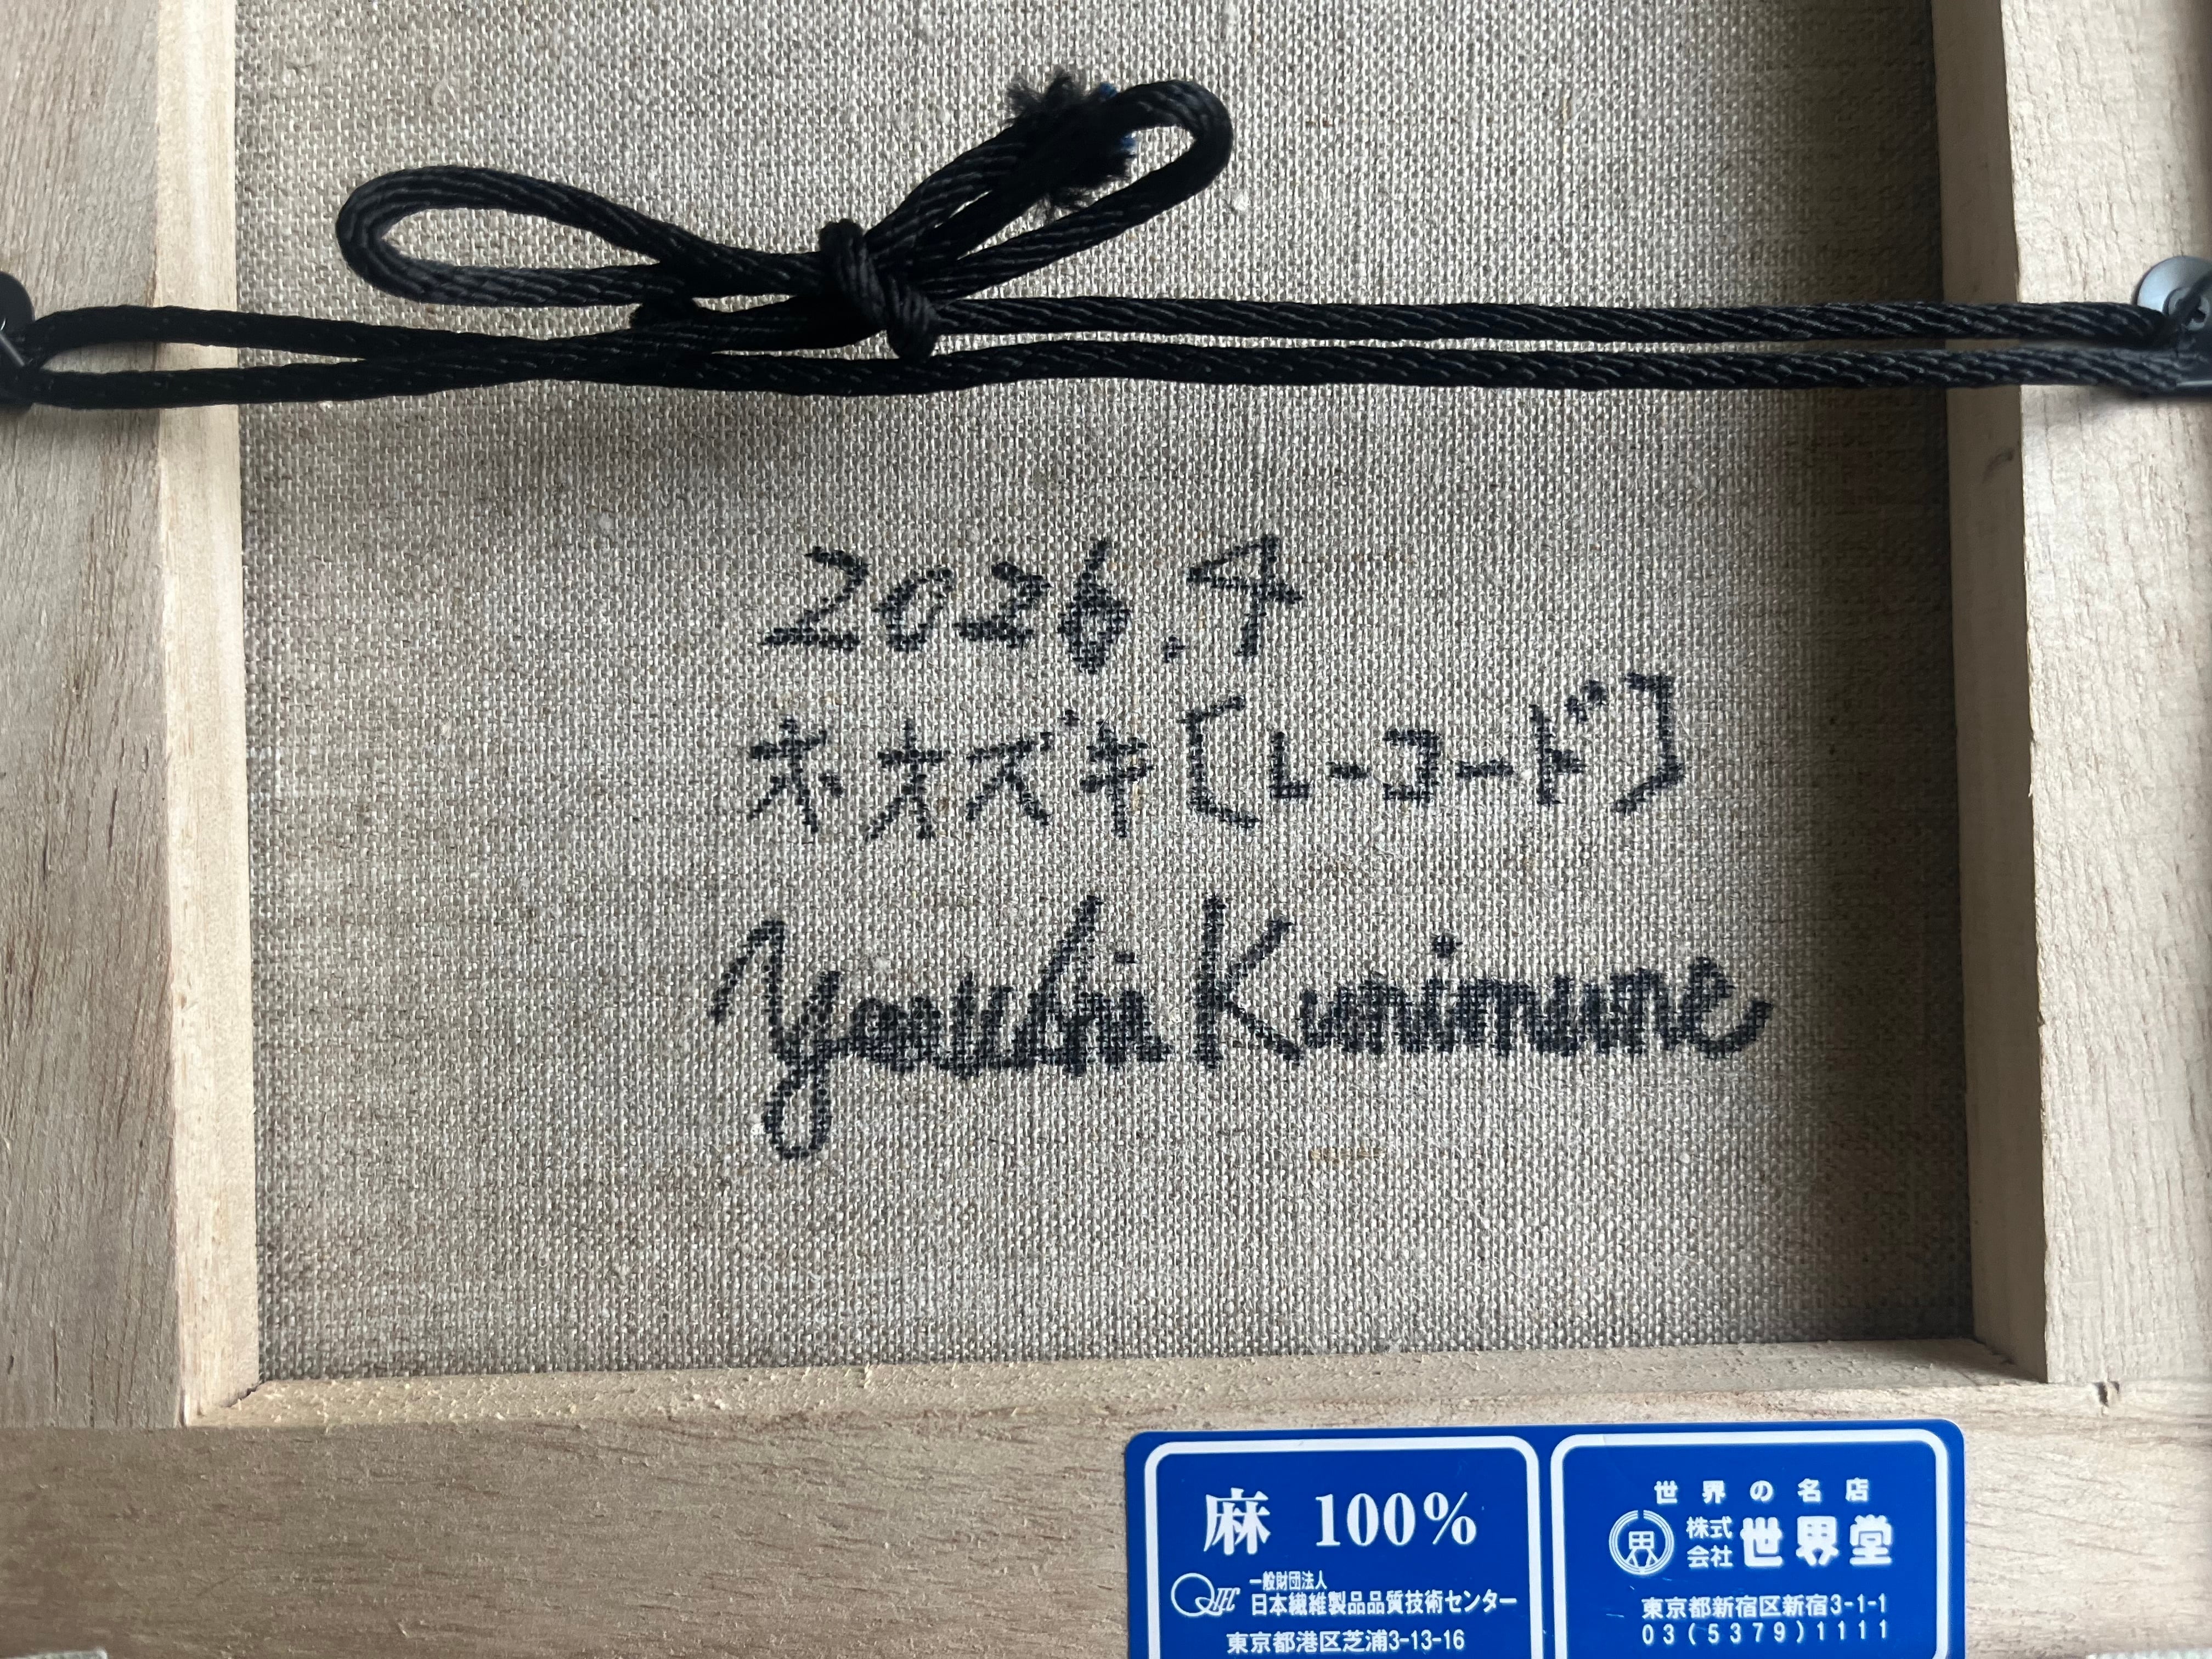 2026.4
ホオズキ〔レコード〕
Youchi Kunimune
麻 100%
QTEC 一般財団法人
日本繊維製品品質技術センター
東京都港区芝浦3-13-16
世界の名店
株式会社 世界堂
東京都新宿区新宿3-1-1
03(5379)1111